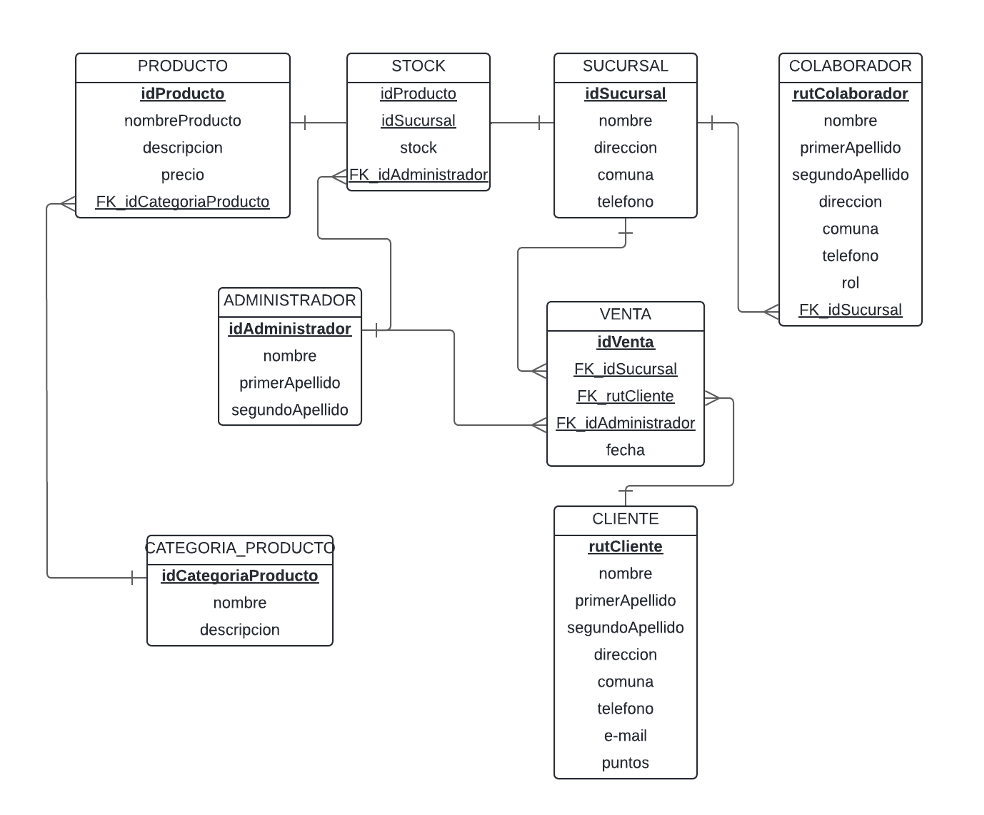 PRODUCTO
idProducto
nombreProducto
descripcion
precio
FK_idCategoriaProducto
STOCK
idProducto
idSucursal
stock
FK_idAdministrador
SUCURSAL
idSucursal
nombre
direccion
comuna
telefono
COLABORADOR
rutColaborador
nombre
primerApellido
segundoApellido
direccion
comuna
telefono
rol
FK_idSucursal
ADMINISTRADOR
idAdministrador
nombre
primerApellido
segundoApellido
VENTA
idVenta
FK_idSucursal
FK_rutCliente
FK_idAdministrador
fecha
CATEGORIA_PRODUCTO
idCategoriaProducto
nombre
descripcion
CLIENTE
rutCliente
nombre
primerApellido
segundoApellido
direccion
comuna
telefono
e-mail
puntos